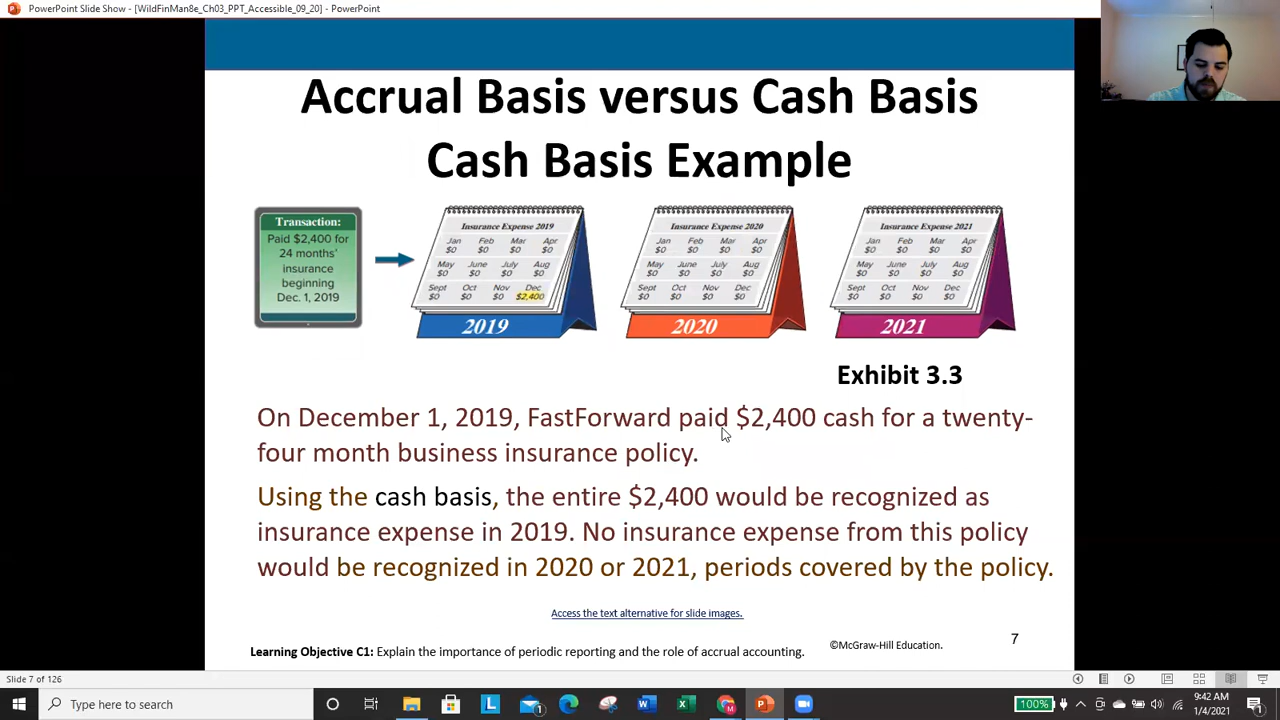 PowerPoint Slide Show - [WildFinMan8e_Ch03_PPT_Accessible_09_20] - PowerPoint
Accrual Basis versus Cash Basis
Cash Basis Example
Transaction:
Paid $2,400 for
24 months'
insurance
beginning
Dec. 1, 2019
Insurance Expense 2019
Jan Feb Mar Apr
$0 $0 $0 $0
May June July Aug
$0 $0 $0 $0
Sept Oct Nov Dec
$0 $0 $0 $2,400
2019
Insurance Expense 2020
Jan Feb Mar Apr
$0 $0 $0 $0
May June July Aug
$0 $0 $0 $0
Sept Oct Nov Dec
$0 $0 $0 $0
2020
Insurance Expense 2021
Jan Feb Mar Apr
$0 $0 $0 $0
May June July Aug
$0 $0 $0 $0
Sept Oct Nov Dec
$0 $0 $0 $0
2021
Exhibit 3.3
On December 1, 2019, FastForward paid $2,400 cash for a twenty-
four month business insurance policy.
Using the cash basis, the entire $2,400 would be recognized as
insurance expense in 2019. No insurance expense from this policy
would be recognized in 2020 or 2021, periods covered by the policy.
Access the text alternative for slide images.
Learning Objective C1: Explain the importance of periodic reporting and the role of accrual accounting.
©McGraw-Hill Education.
7
Slide 7 of 126
Type here to search
100%
9:42 AM
1/4/2021